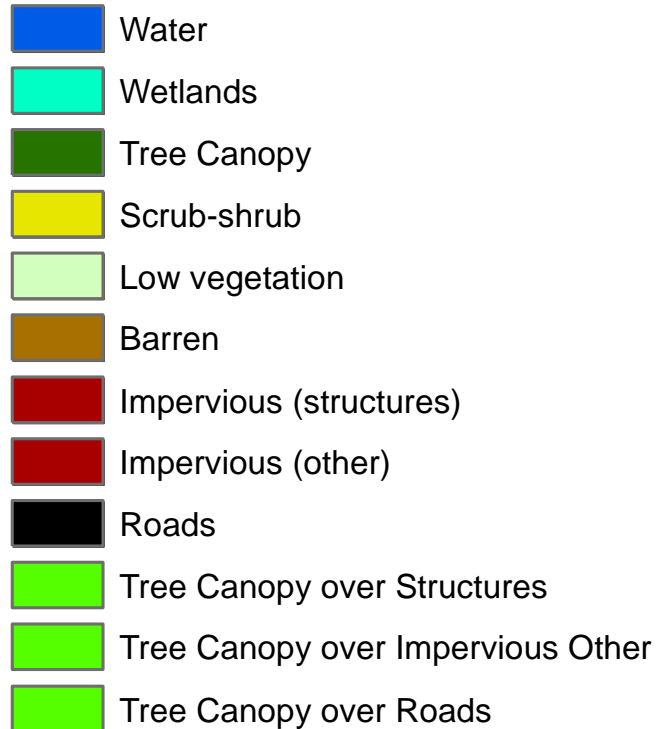 Water
Wetlands
Tree Canopy
Scrub-shrub
Low vegetation
Barren
Impervious (structures)
Impervious (other)
Roads
Tree Canopy over Structures
Tree Canopy over Impervious Other
Tree Canopy over Roads